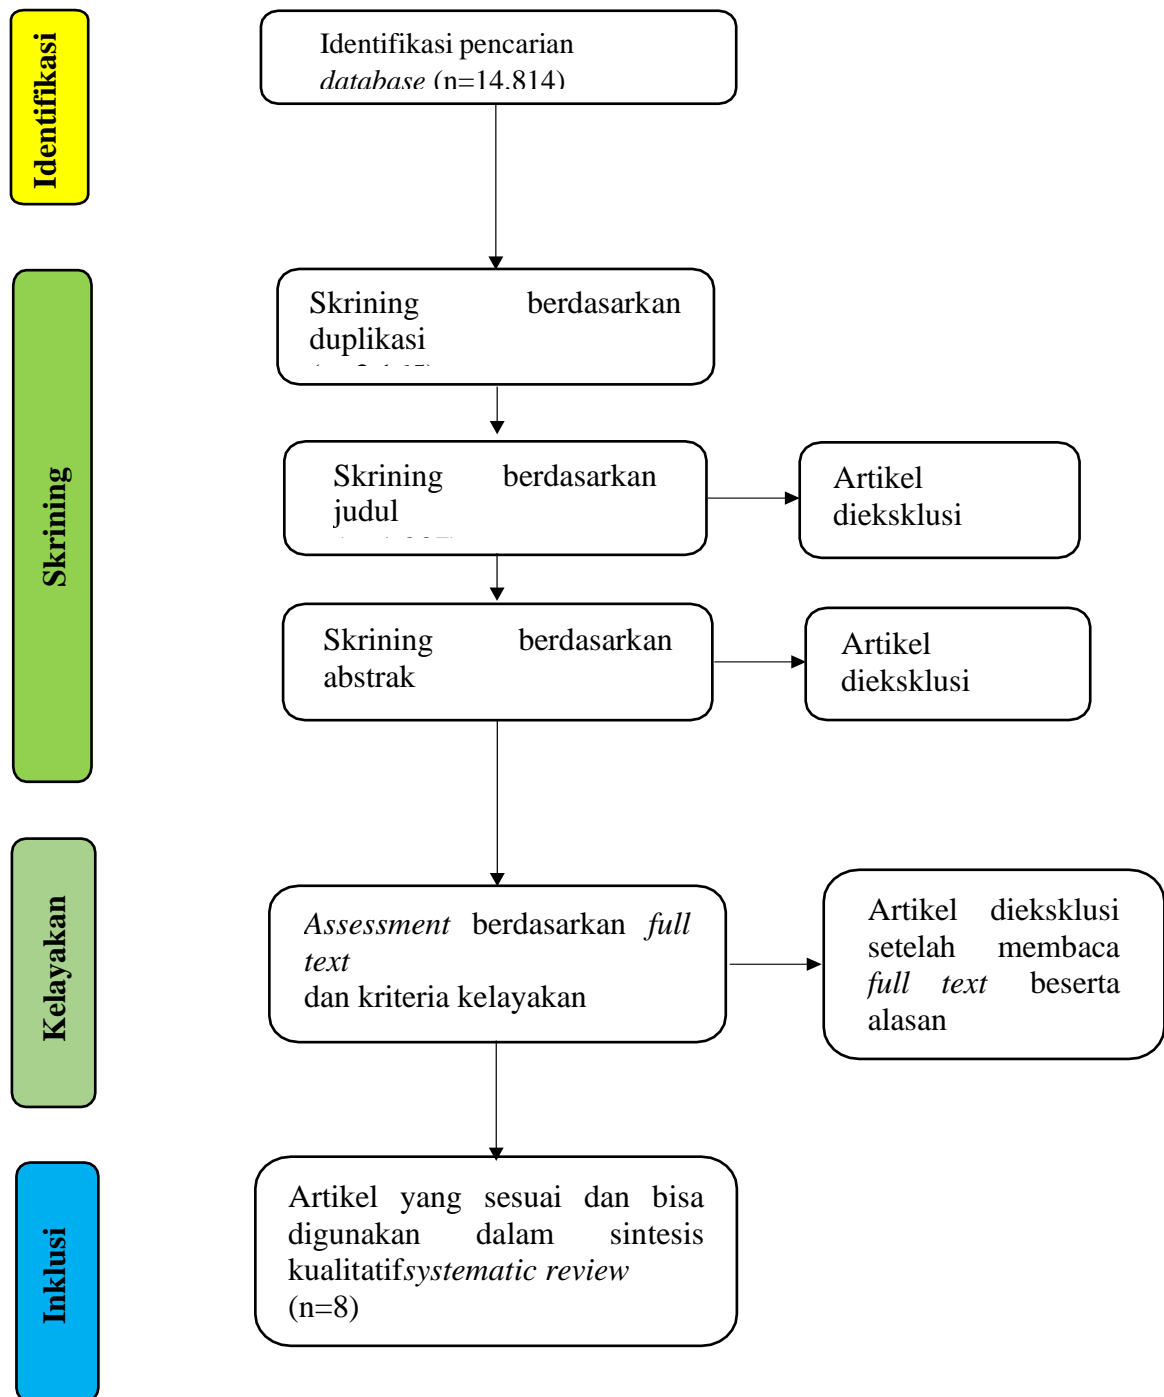 Identifikasi
Identifikasi pencarian
database (n=14.814)
Skrining
Skrining berdasarkan
duplikasi
Skrining berdasarkan
judul
Artikel
dieksklusi
Skrining berdasarkan
abstrak
Artikel
dieksklusi
Kelayakan
Assessment berdasarkan full
text
dan kriteria kelayakan
Artikel dieksklusi
setelah membaca
full text beserta
alasan
Inklusi
Artikel yang sesuai dan bisa
digunakan dalam sintesis
kualitatifsystematic review
(n=8)